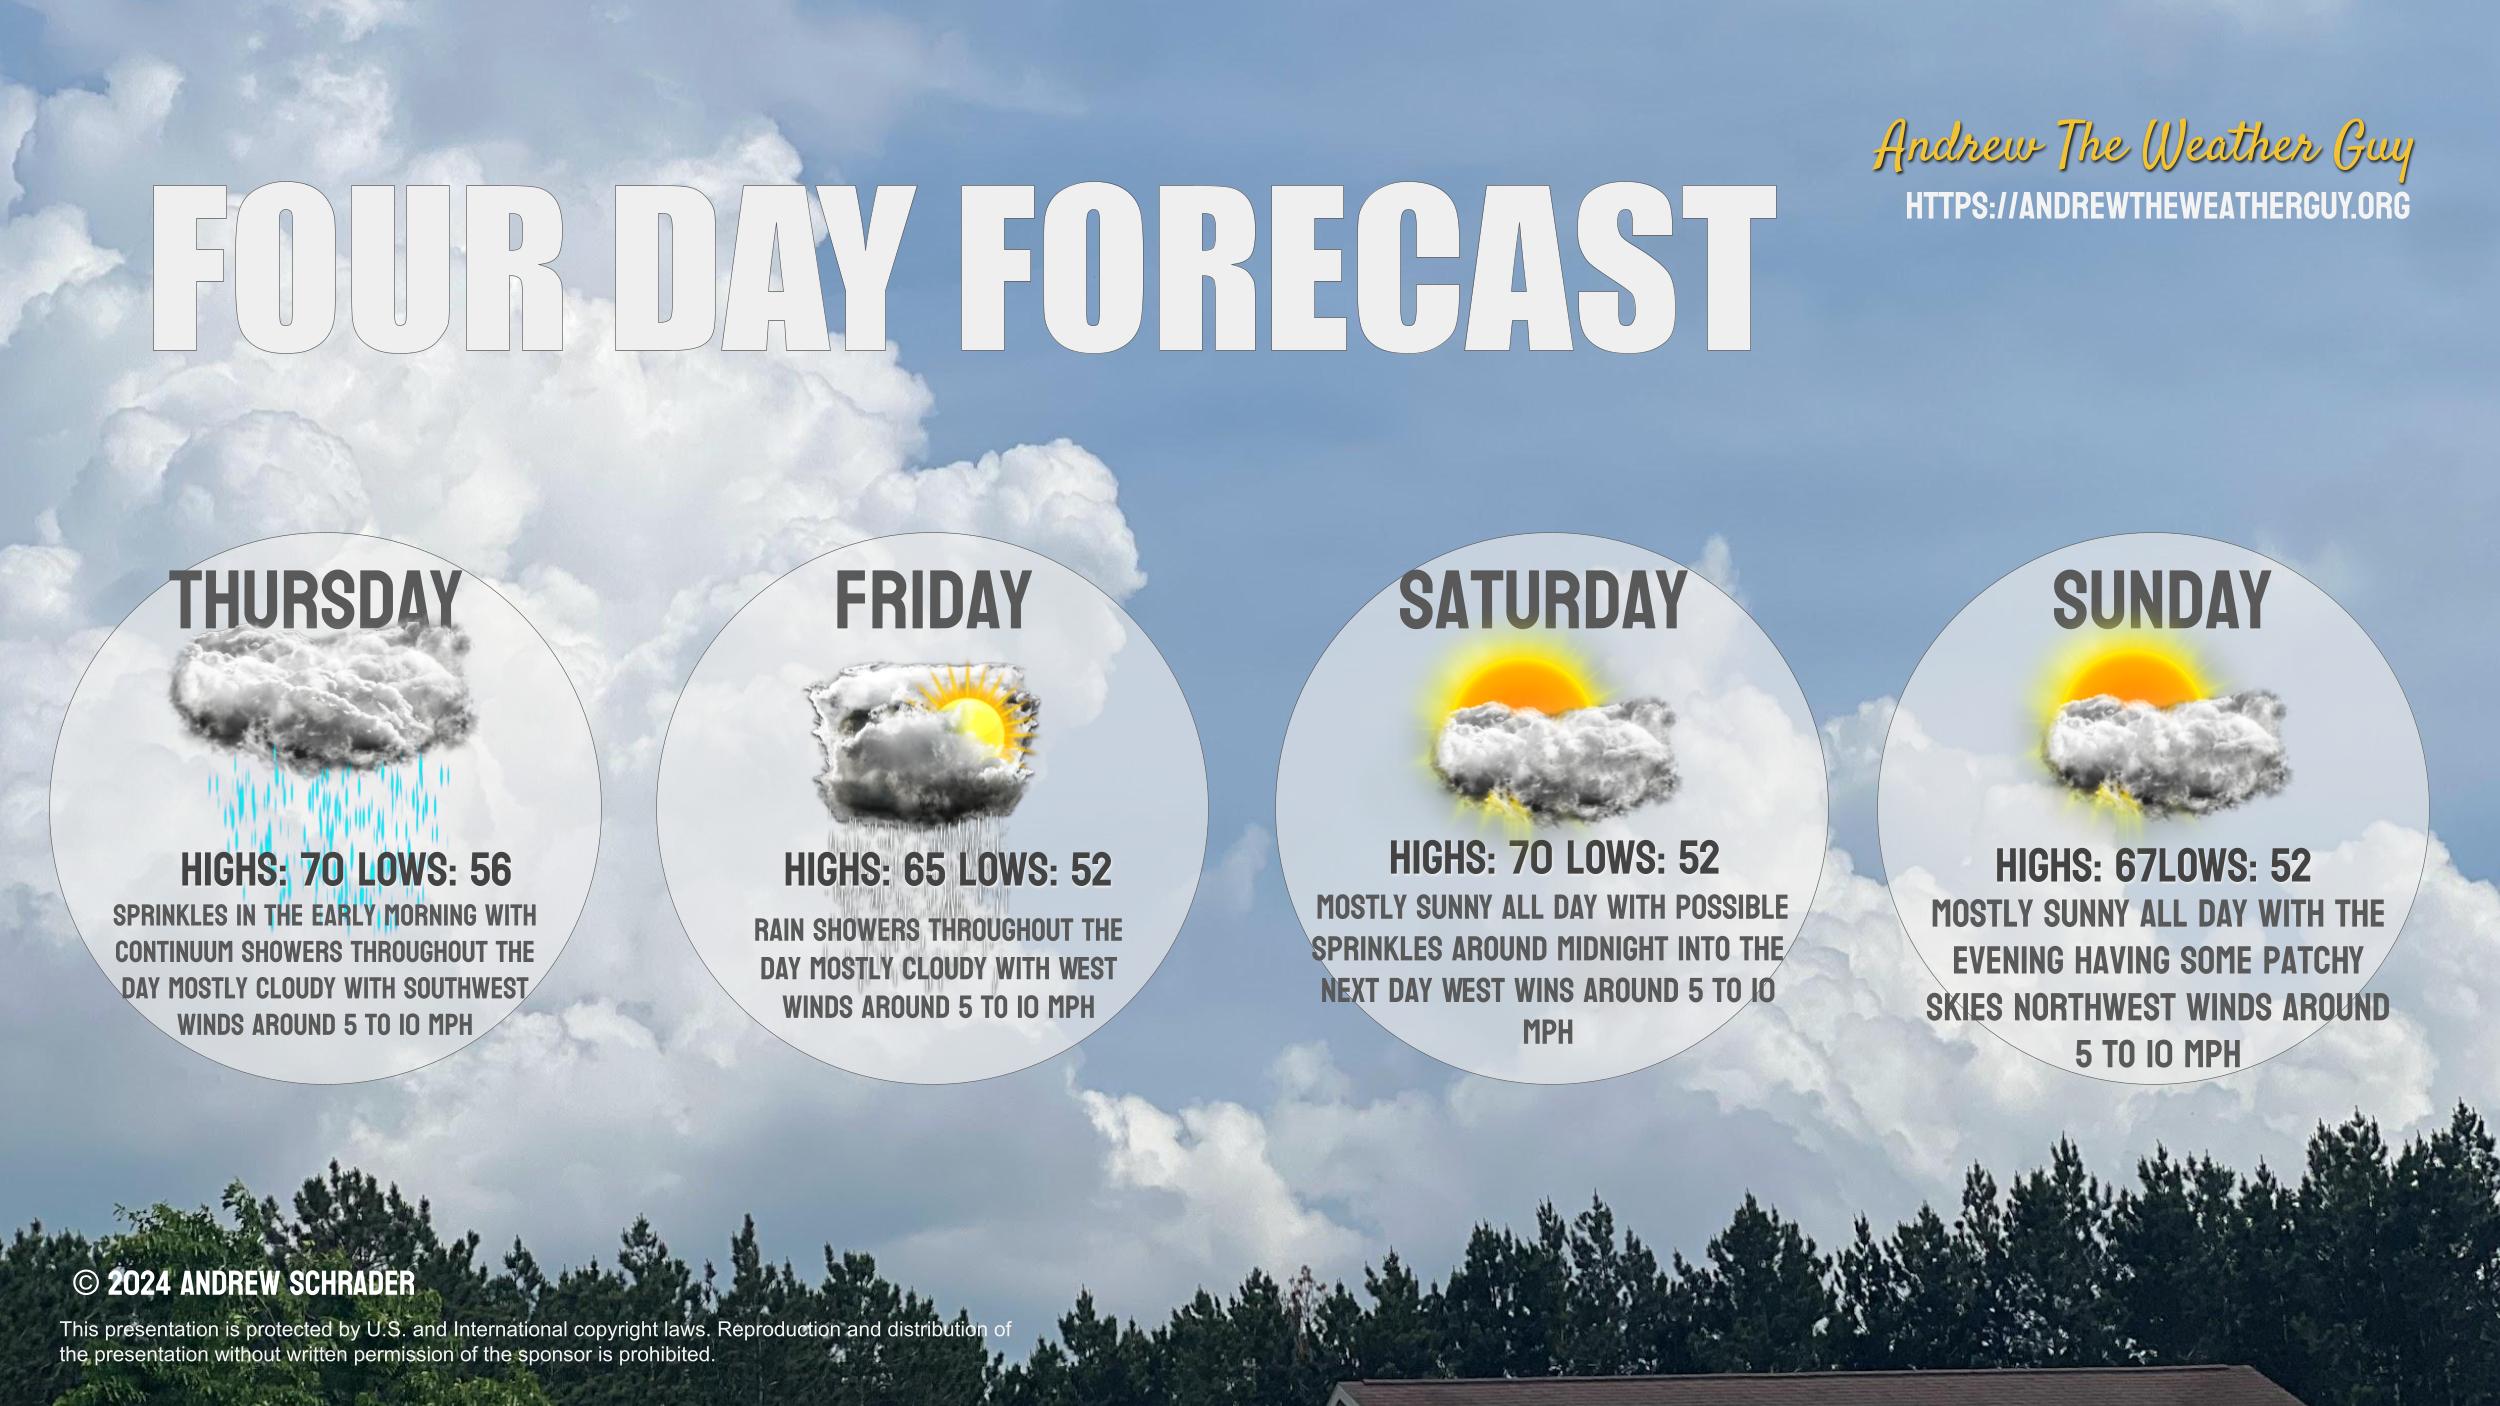 Andrew The Weather Guy
HTTPS://ANDREWTHEWEATHERGUY.ORG
FOUR DAY FORECAST
THURSDAY
HIGHS: 70 LOWS: 56
SPRINKLES IN THE EARLY MORNING WITH
CONTINUUM SHOWERS THROUGHOUT THE
DAY MOSTLY CLOUDY WITH SOUTHWEST
WINDS AROUND 5 TO 10 MPH
FRIDAY
HIGHS: 65 LOWS: 52
RAIN SHOWERS THROUGHOUT THE
DAY MOSTLY CLOUDY WITH WEST
WINDS AROUND 5 TO 10 MPH
SATURDAY
HIGHS: 70 LOWS: 52
MOSTLY SUNNY ALL DAY WITH POSSIBLE
SPRINKLES AROUND MIDNIGHT INTO THE
NEXT DAY WEST WINS AROUND 5 TO 10
MPH
SUNDAY
HIGHS: 67LOWS: 52
MOSTLY SUNNY ALL DAY WITH THE
EVENING HAVING SOME PATCHY
SKIES NORTHWEST WINDS AROUND
5 TO 10 MPH
© 2024 ANDREW SCHRADER
This presentation is protected by U.S. and International copyright laws. Reproduction and distribution of
the presentation without written permission of the sponsor is prohibited.